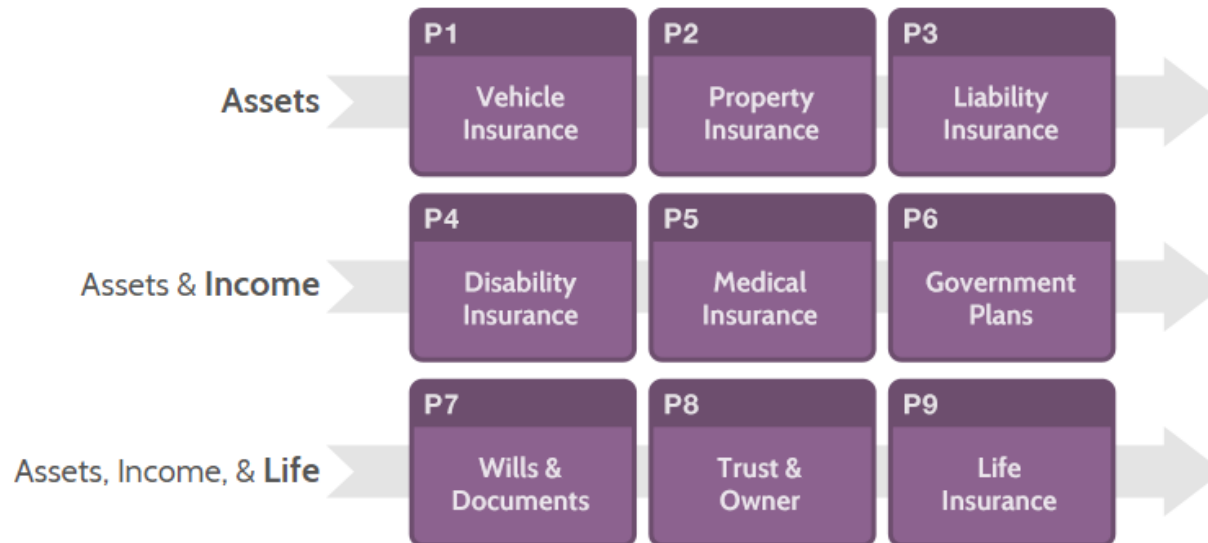 P1
P2
P3
Assets
Vehicle
Insurance
Property
Insurance
Liability
Insurance
P4
P5
P6
Assets & Income
Disability
Insurance
Medical
Insurance
Government
Plans
P7
P8
P9
Assets, Income, & Life
Wills &
Documents
Trust &
Owner
Life
Insurance